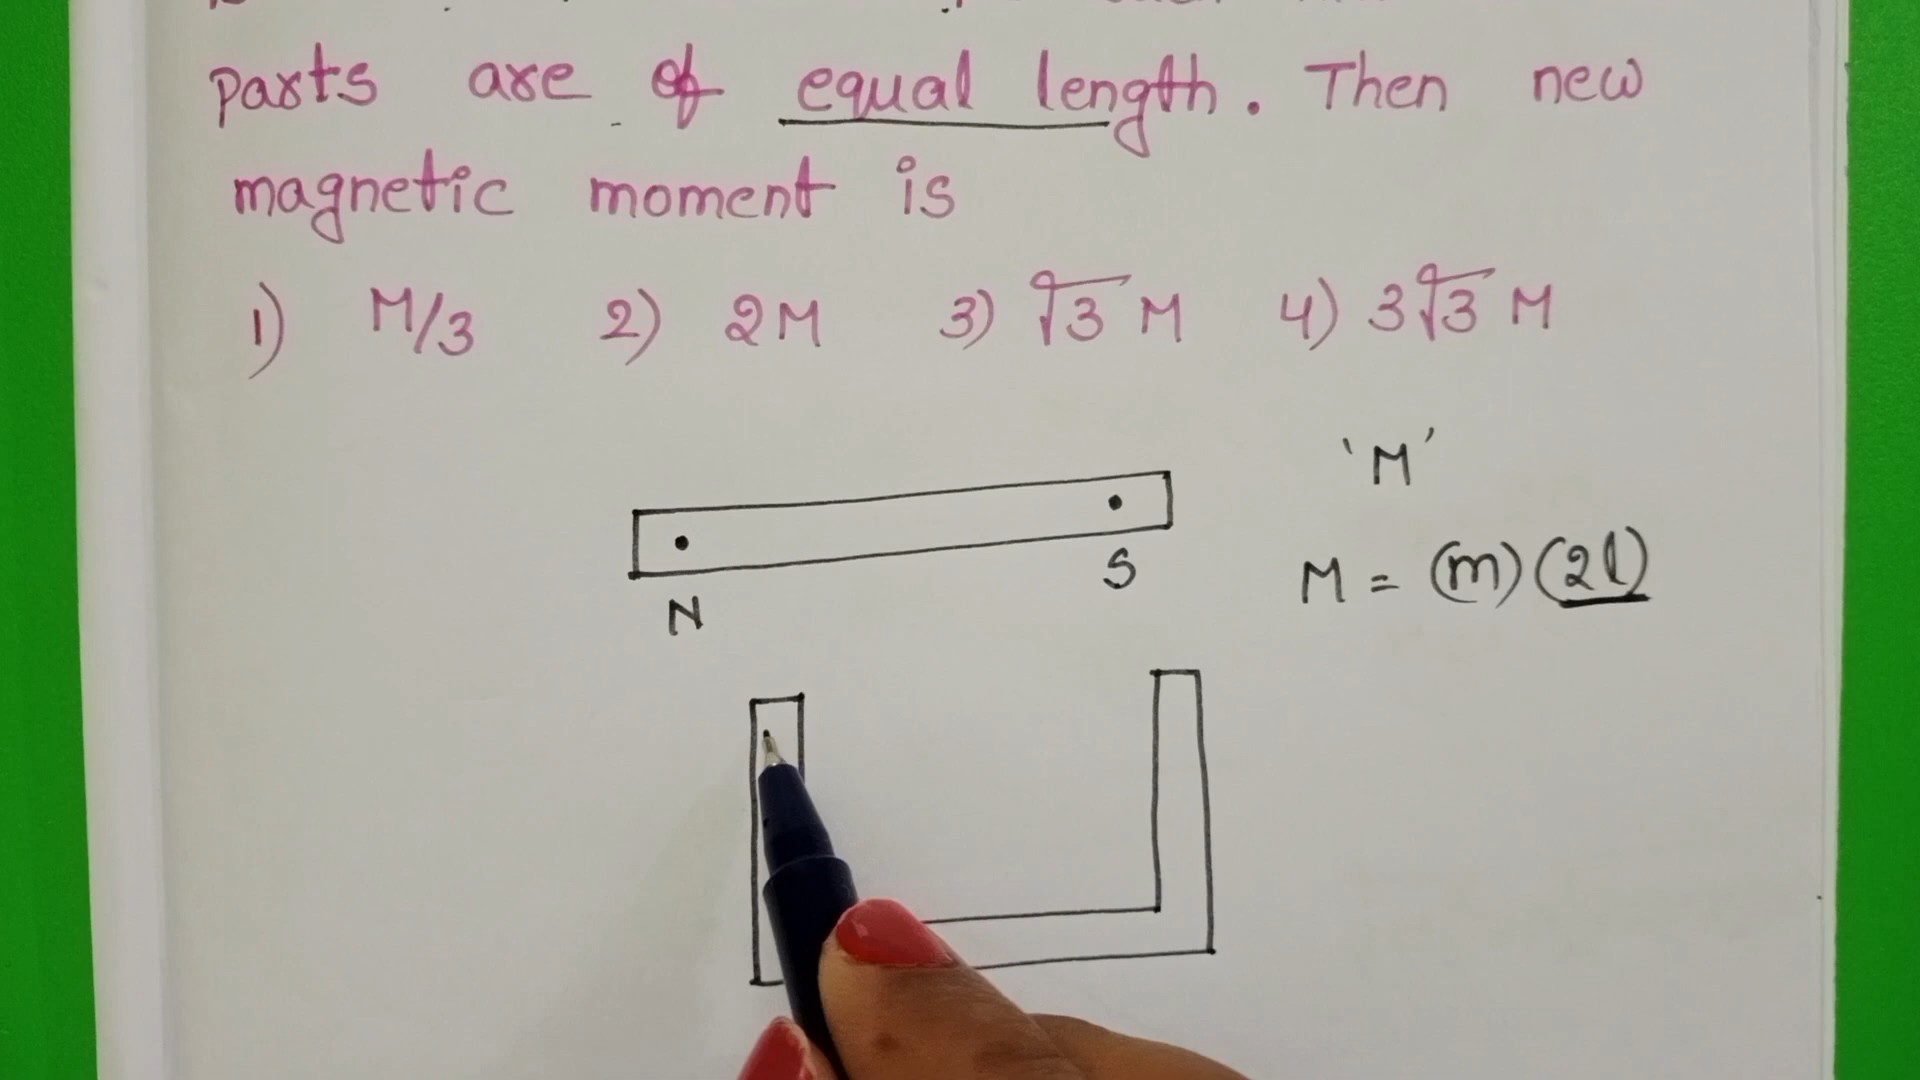 parts are of equal length. Then new
magnetic moment is
1) M/3 2) 2M 3) √3 M 4) 3√3 M
'M'
S
M = (m)(2l)
N